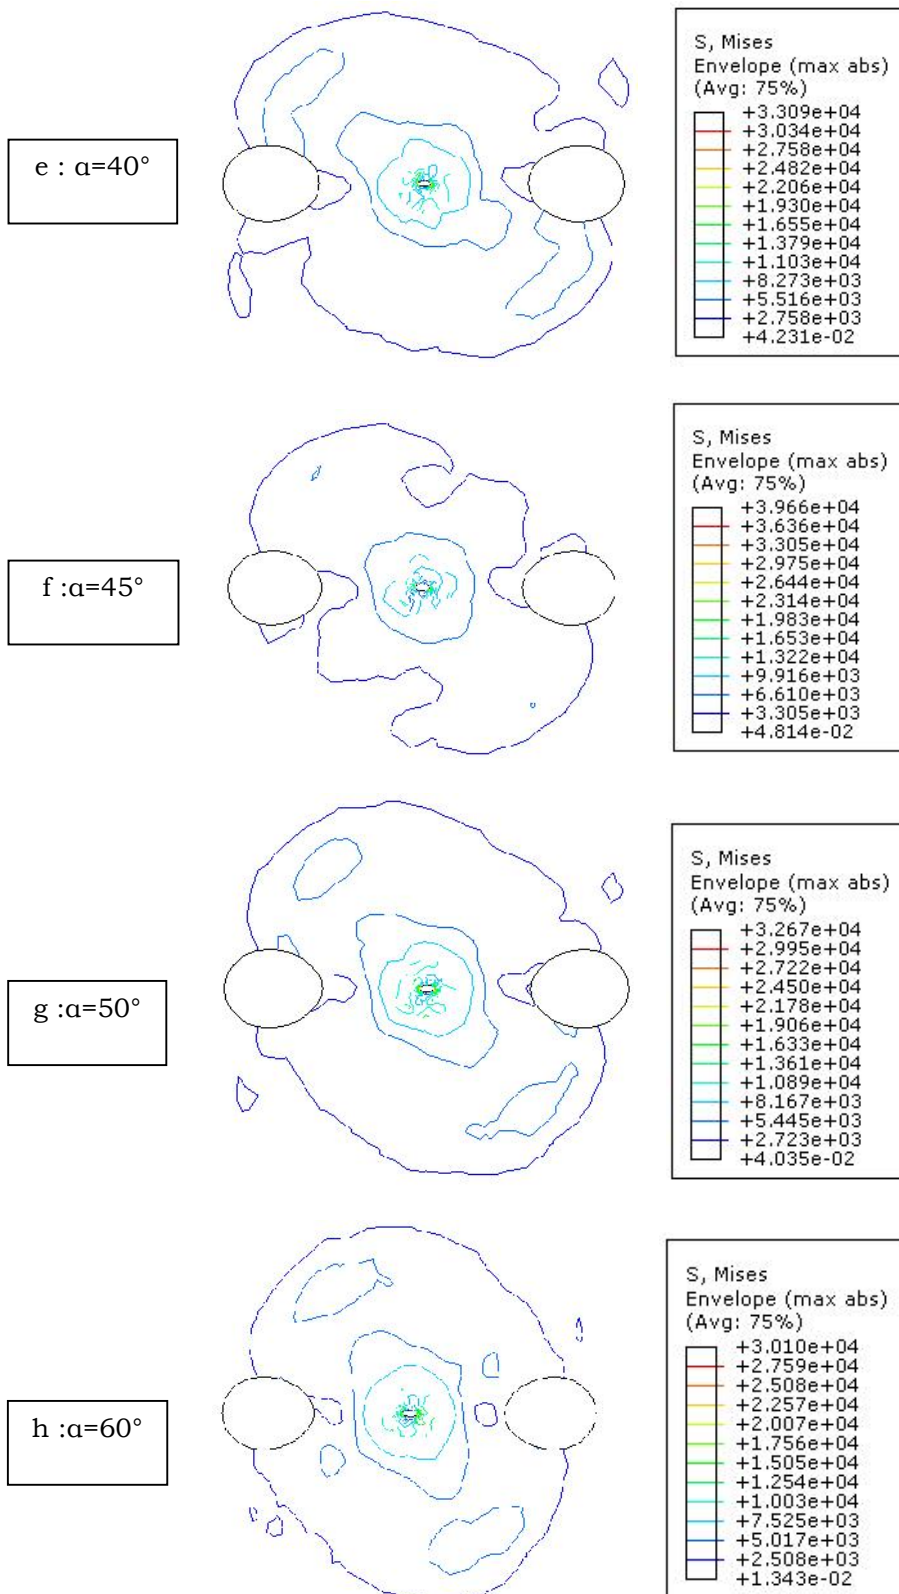 e : α=40°
S, Mises
Envelope (max abs)
(Avg: 75%)
+3.309e+04
+3.034e+04
+2.758e+04
+2.482e+04
+2.206e+04
+1.930e+04
+1.655e+04
+1.379e+04
+1.103e+04
+8.273e+03
+5.516e+03
+2.758e+03
+4.231e-02
f :α=45°
S, Mises
Envelope (max abs)
(Avg: 75%)
+3.966e+04
+3.636e+04
+3.305e+04
+2.975e+04
+2.644e+04
+2.314e+04
+1.983e+04
+1.653e+04
+1.322e+04
+9.916e+03
+6.610e+03
+3.305e+03
+4.814e-02
g :α=50°
S, Mises
Envelope (max abs)
(Avg: 75%)
+3.267e+04
+2.995e+04
+2.722e+04
+2.450e+04
+2.178e+04
+1.906e+04
+1.633e+04
+1.361e+04
+1.089e+04
+8.167e+03
+5.445e+03
+2.723e+03
+4.035e-02
h :α=60°
S, Mises
Envelope (max abs)
(Avg: 75%)
+3.010e+04
+2.759e+04
+2.508e+04
+2.257e+04
+2.007e+04
+1.756e+04
+1.505e+04
+1.254e+04
+1.003e+04
+7.525e+03
+5.017e+03
+2.508e+03
+1.343e-02